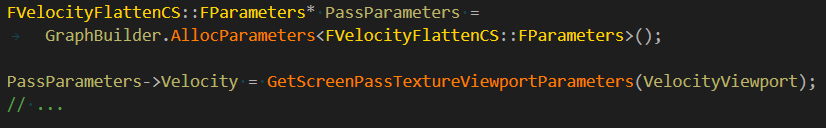 FVelocityFlattenCS::FParameters* PassParameters =
GraphBuilder.AllocParameters<FVelocityFlattenCS::FParameters>();
PassParameters->Velocity = GetScreenPassTextureViewportParameters(VelocityViewport);
// ...